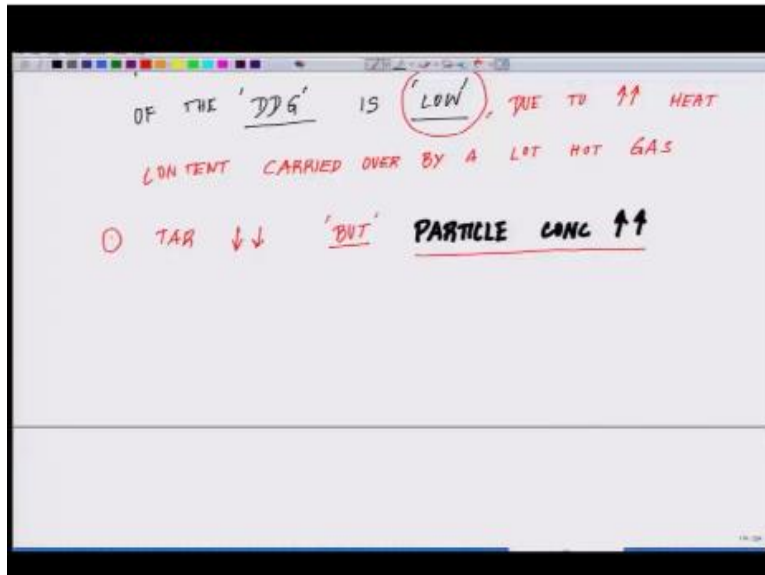 OF THE 'DDG' IS 'LOW', DUE TO ↑↑ HEAT
CONTENT CARRIED OVER BY A LOT HOT GAS
① TAR ↓↓ 'BUT' PARTICLE CONC ↑↑